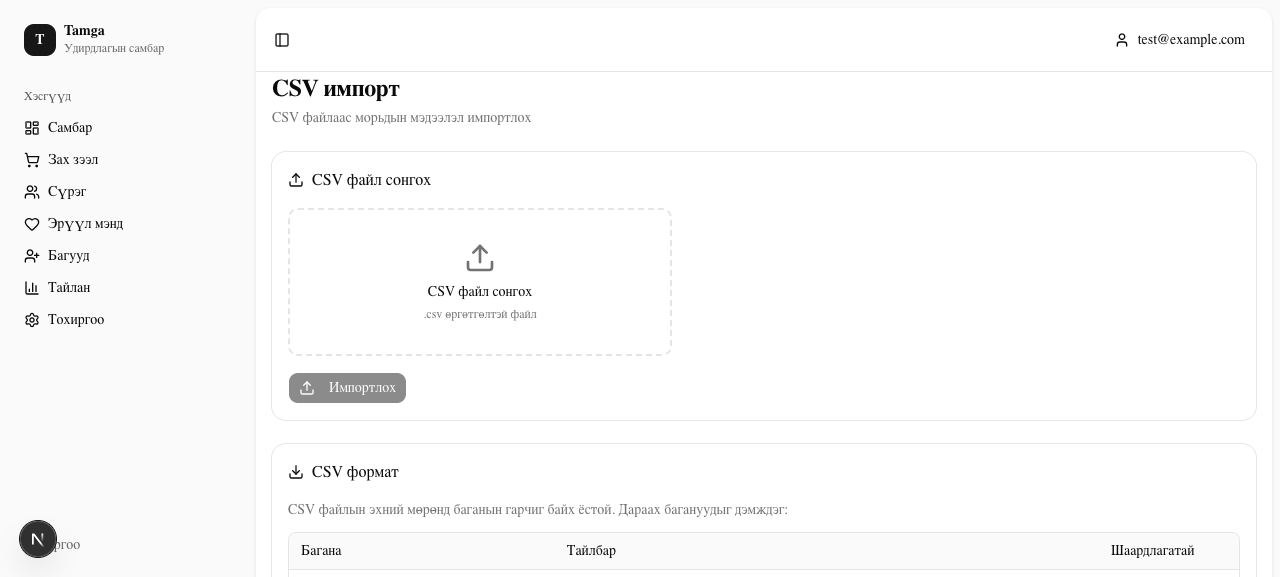 T
Tamga
Удирдлагын самбар
Хэсгүүд
Самбар
Зах зээл
Сүрэг
Эрүүл мэнд
Багууд
Тайлан
Тохиргоо
N
test@example.com
CSV импорт
CSV файлаас морьдын мэдээлэл импортлох
CSV файл сонгох
CSV файл сонгох
.csv өргөтгөлтэй файл
Импортлох
CSV формат
CSV файлын эхний мөрөнд баганын гарчиг байх ёстой. Дараах багануудыг дэмждэг:
Багана Тайлбар Шаардлагатай